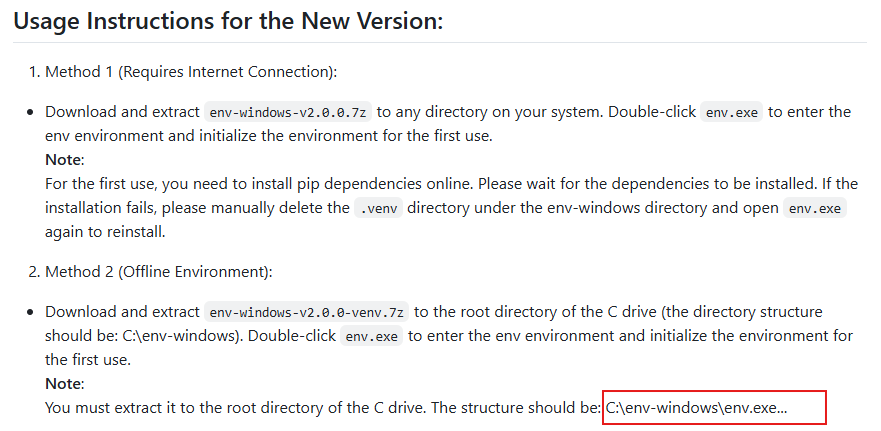 Usage Instructions for the New Version:
1. Method 1 (Requires Internet Connection):
• Download and extract env-windows-v2.0.0.7z to any directory on your system. Double-click env.exe to enter the
env environment and initialize the environment for the first use.
Note:
For the first use, you need to install pip dependencies online. Please wait for the dependencies to be installed. If the
installation fails, please manually delete the .venv directory under the env-windows directory and open env.exe
again to reinstall.
2. Method 2 (Offline Environment):
• Download and extract env-windows-v2.0.0-venv.7z to the root directory of the C drive (the directory structure
should be: C:\env-windows). Double-click env.exe to enter the env environment and initialize the environment for
the first use.
Note:
You must extract it to the root directory of the C drive. The structure should be: C:\env-windows\env.exe...